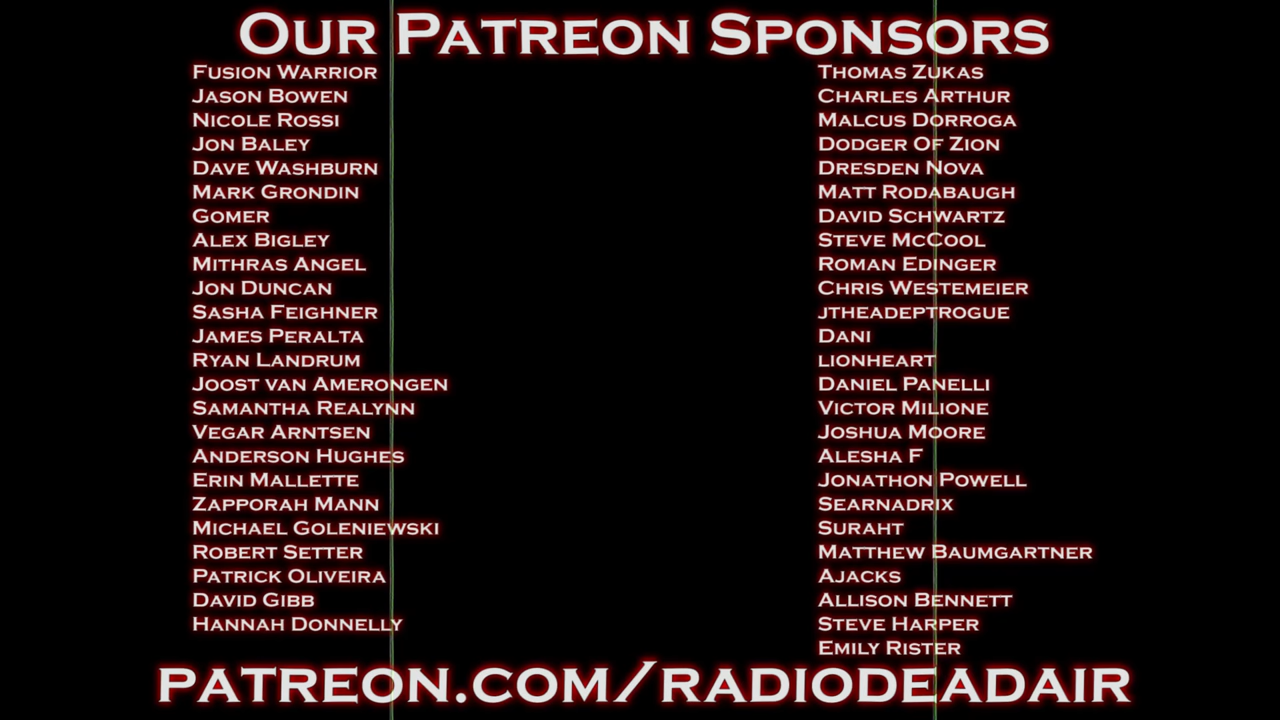 Our Patreon Sponsors
Fusion Warrior
Jason Bowen
Nicole Rossi
Jon Baley
Dave Washburn
Mark Grondin
Gomer
Alex Bigley
Mithras Angel
Jon Duncan
Sasha Feighner
James Peralta
Ryan Landrum
Joost van Amerongen
Samantha Realynn
Vegar Arntsen
Anderson Hughes
Erin Mallette
Zapporah Mann
Michael Goleniewski
Robert Setter
Patrick Oliveira
David Gibb
Hannah Donnelly
Thomas Zukas
Charles Arthur
Malcus Dorroga
Dodger Of Zion
Dresden Nova
Matt Rodabaugh
David Schwartz
Steve McCool
Roman Edinger
Chris Westemeier
jtheadeptrogue
Dani
lionheart
Daniel Panelli
Victor Milione
Joshua Moore
Alesha F
Jonathon Powell
Searnadrix
Suraht
Matthew Baumgartner
Ajacks
Allison Bennett
Steve Harper
Emily Rister
patreon.com/radiodeadair